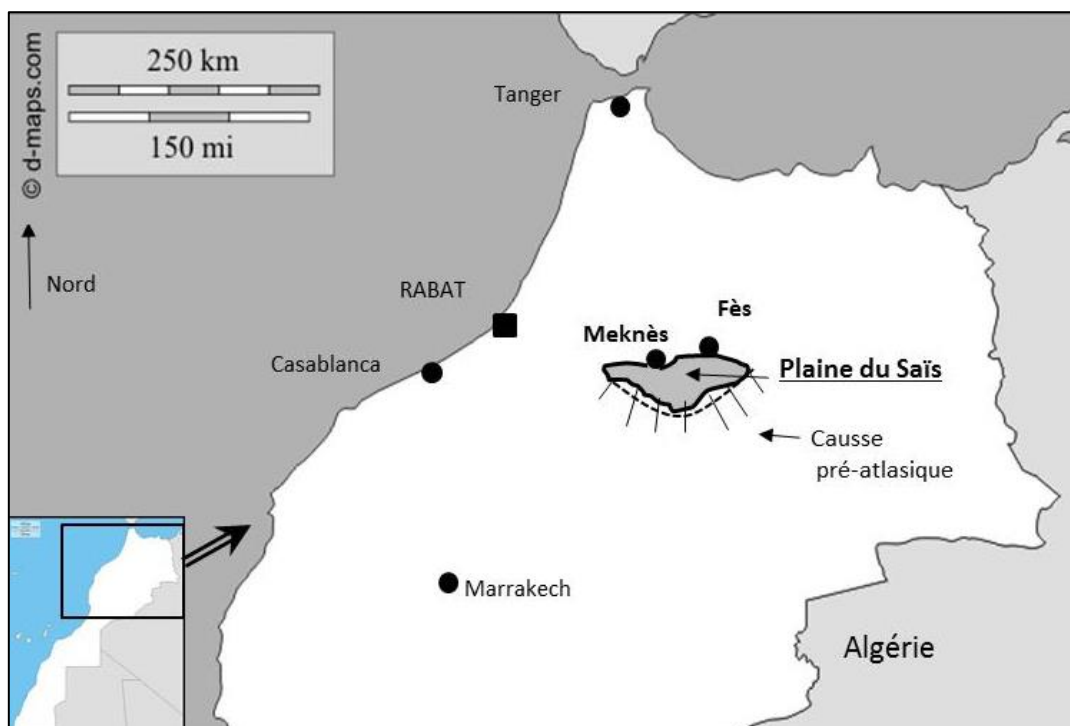 250 km
150 mi
© d-maps.com
Nord
Tanger
RABAT
Casablanca
Fès
Meknès
Plaine du Saïs
Causse
pré-atlasique
Marrakech
Algérie